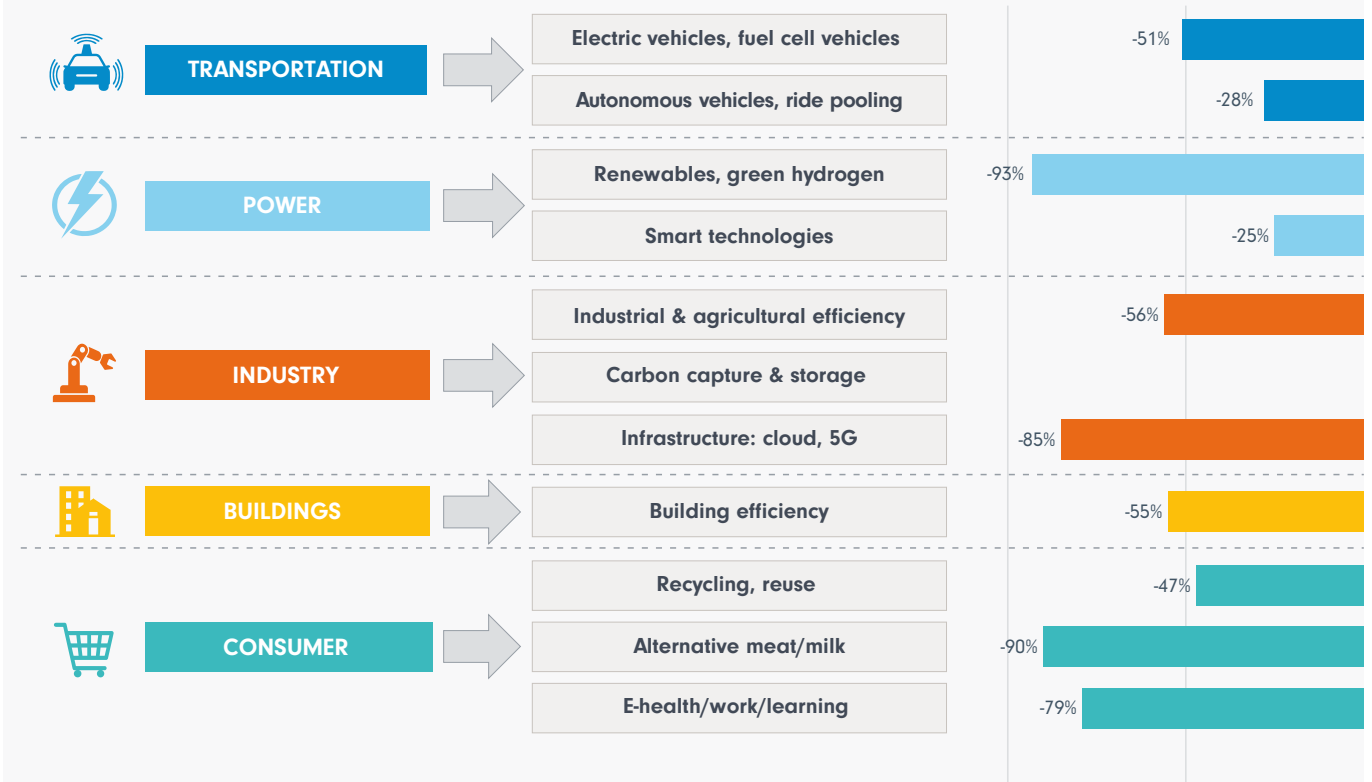 TRANSPORTATION
Electric vehicles, fuel cell vehicles
-51%
Autonomous vehicles, ride pooling
-28%
POWER
Renewables, green hydrogen
-93%
Smart technologies
-25%
INDUSTRY
Industrial & agricultural efficiency
-56%
Carbon capture & storage
Infrastructure: cloud, 5G
-85%
BUILDINGS
Building efficiency
-55%
CONSUMER
Recycling, reuse
-47%
Alternative meat/milk
-90%
E-health/work/learning
-79%